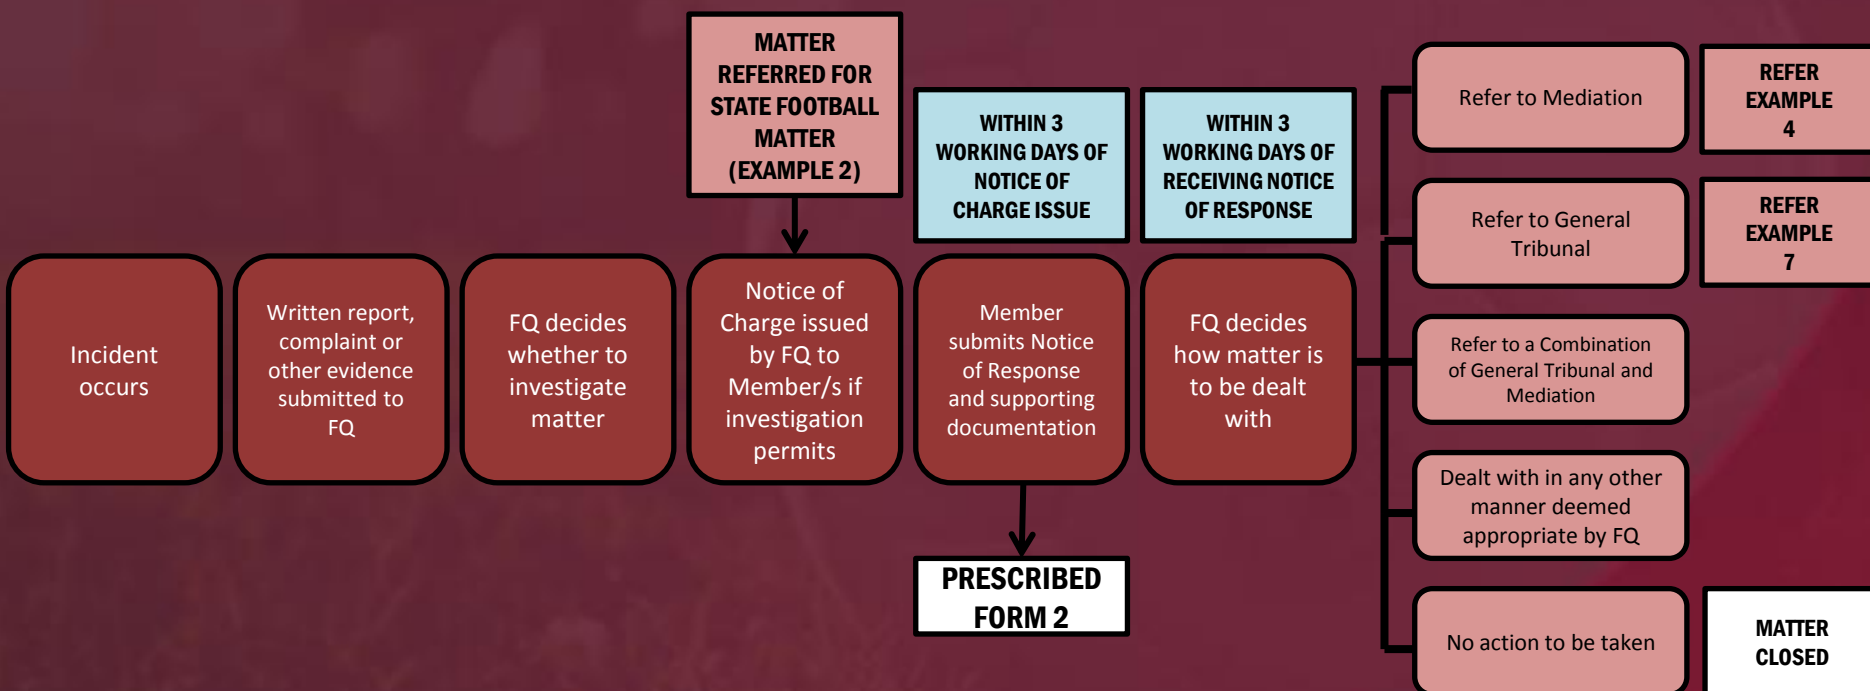 MATTER
REFERRED FOR
STATE FOOTBALL
MATTER
(EXAMPLE 2)
WITHIN 3
WORKING DAYS OF
NOTICE OF
CHARGE ISSUE
WITHIN 3
WORKING DAYS OF
RECEIVING NOTICE
OF RESPONSE
Incident
occurs
Written report,
complaint or
other evidence
submitted to
FQ
FQ decides
whether to
investigate
matter
Notice of
Charge issued
by FQ to
Member/s if
investigation
permits
Member
submits Notice
of Response
and supporting
documentation
FQ decides
how matter is
to be dealt
with
PRESCRIBED
FORM 2
Refer to Mediation
REFER
EXAMPLE
4
Refer to General
Tribunal
REFER
EXAMPLE
7
Refer to a Combination
of General Tribunal and
Mediation
Dealt with in any other
manner deemed
appropriate by FQ
No action to be taken
MATTER
CLOSED